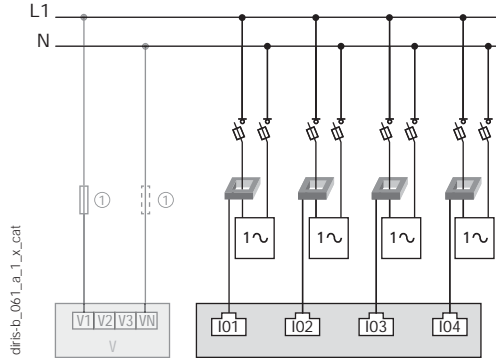 L1
N
① ①
1∿ 1∿ 1∿ 1∿
V1 V2 V3 VN
V
I01 I02 I03 I04
diris-b_061_a_1_x_cat